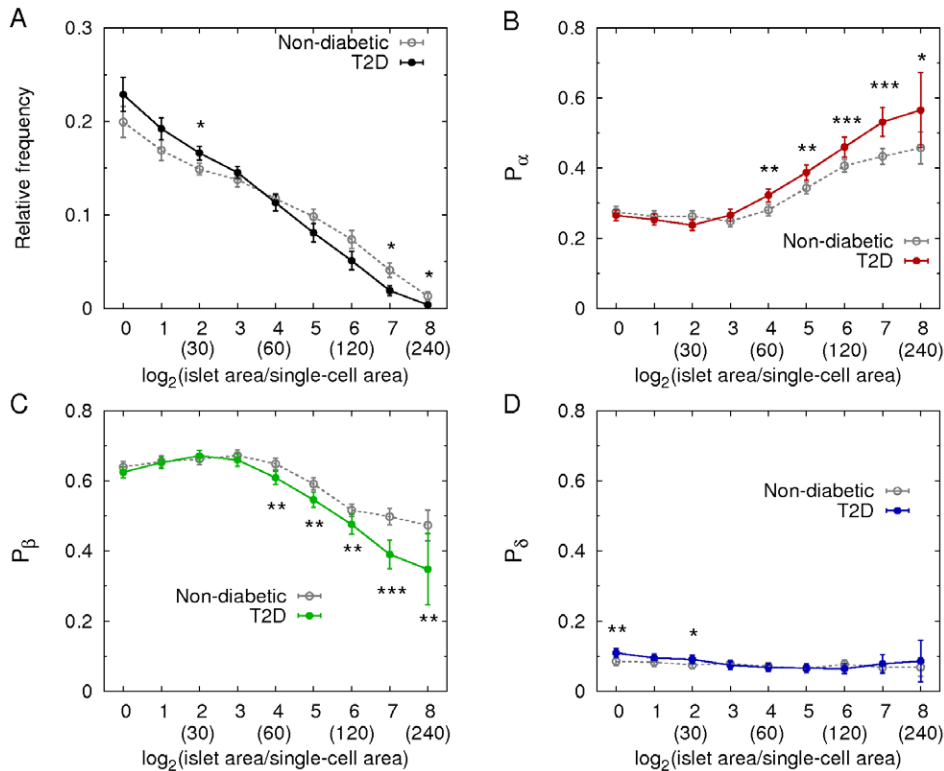 A
0.3
0.2
0.1
0
Relative frequency
Non-diabetic
T2D
*
*
*
0 1 2 3 4 5 6 7 8
(30) (60) (120) (240)
log2(islet area/single-cell area)
B
0.8
0.6
0.4
0.2
0
Pα
**
**
***
***
*
Non-diabetic
T2D
0 1 2 3 4 5 6 7 8
(30) (60) (120) (240)
log2(islet area/single-cell area)
C
0.8
0.6
0.4
0.2
0
Pβ
**
**
**
***
**
Non-diabetic
T2D
0 1 2 3 4 5 6 7 8
(30) (60) (120) (240)
log2(islet area/single-cell area)
D
0.8
0.6
0.4
0.2
0
Pδ
Non-diabetic
T2D
**
*
0 1 2 3 4 5 6 7 8
(30) (60) (120) (240)
log2(islet area/single-cell area)